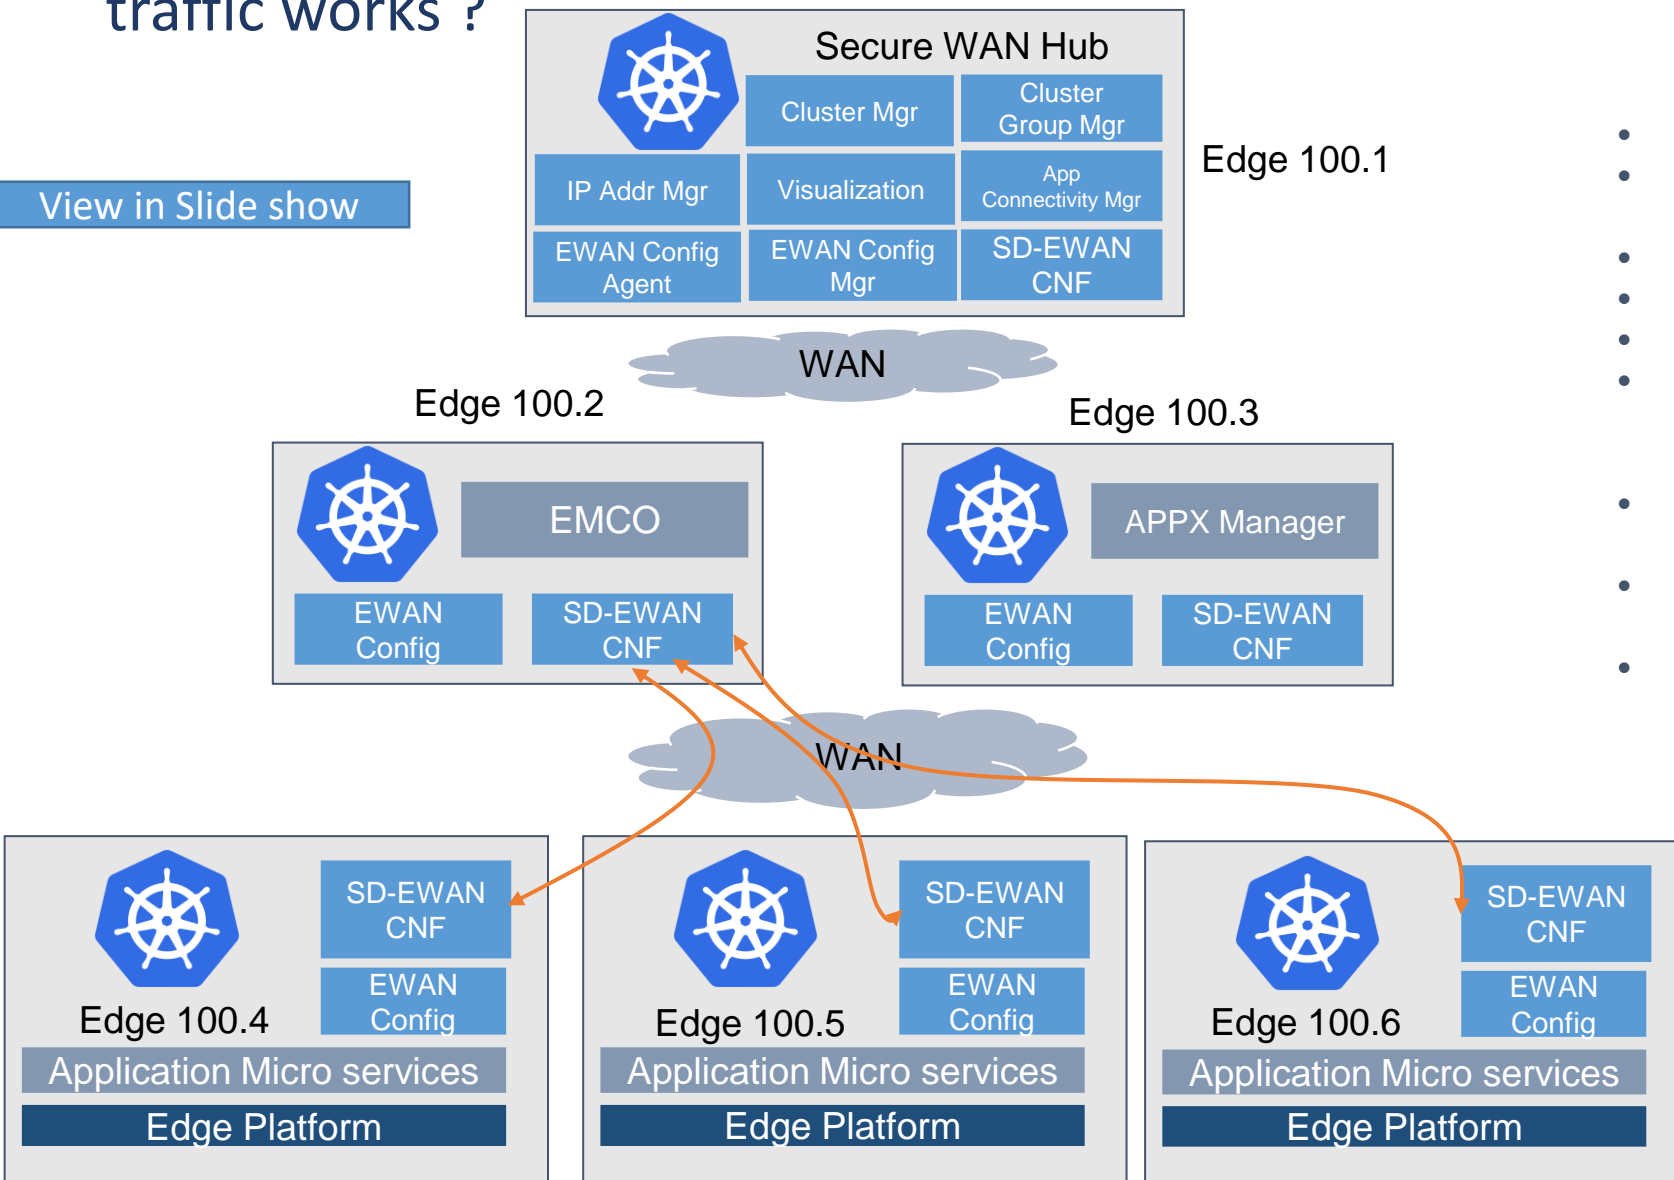 traffic works ?
View in Slide show
Secure WAN Hub
Cluster Mgr
Cluster
Group Mgr
IP Addr Mgr
Visualization
App
Connectivity Mgr
EWAN Config
Agent
EWAN Config
Mgr
SD-EWAN
CNF
Edge 100.1
WAN
Edge 100.2
EMCO
EWAN
Config
SD-EWAN
CNF
Edge 100.3
APPX Manager
EWAN
Config
SD-EWAN
CNF
WAN
SD-EWAN
CNF
EWAN
Config
Edge 100.4
Application Micro services
Edge Platform
SD-EWAN
CNF
EWAN
Config
Edge 100.5
Application Micro services
Edge Platform
SD-EWAN
CNF
EWAN
Config
Edge 100.6
Application Micro services
Edge Platform